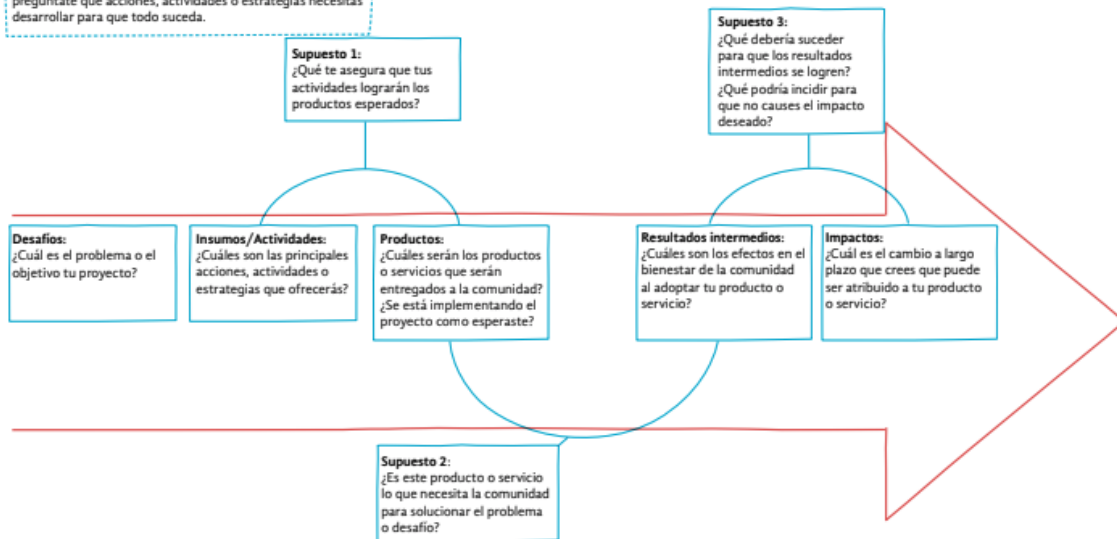 pregúntate qué acciones, actividades o estrategias necesitas
desarrollar para que todo suceda.
Supuesto 1:
¿Qué te asegura que tus
actividades lograrán los
productos esperados?
Supuesto 3:
¿Qué debería suceder
para que los resultados
intermedios se logren?
¿Qué podría incidir para
que no causes el impacto
deseado?
Desafíos:
¿Cuál es el problema o el
objetivo tu proyecto?
Insumos/Actividades:
¿Cuáles son las principales
acciones, actividades o
estrategias que ofrecerás?
Productos:
¿Cuáles serán los productos
o servicios que serán
entregados a la comunidad?
¿Se está implementando el
proyecto como esperaste?
Resultados intermedios:
¿Cuáles son los efectos en el
bienestar de la comunidad
al adoptar tu producto o
servicio?
Impactos:
¿Cuál es el cambio a largo
plazo que crees que puede
ser atribuido a tu producto
o servicio?
Supuesto 2:
¿Es este producto o servicio
lo que necesita la comunidad
para solucionar el problema
o desafío?